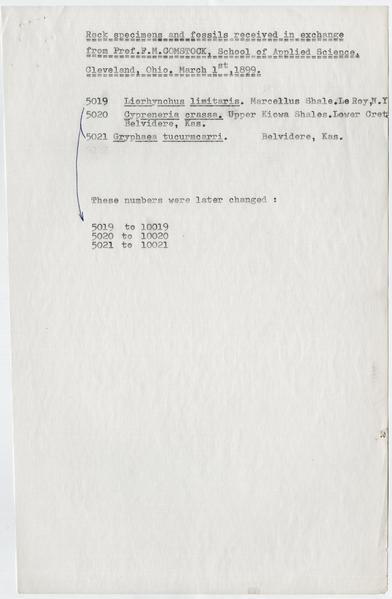 Rock specimens and fossils received in exchange
from Prof.F.M.COMSTOCK, School of Applied Science,
Cleveland, Ohio. March 1st,1899.
5019 Liorhynchus limitaris. Marcellus Shale.Le Roy,N.Y
5020 Cypreneria crassa. Upper Kiowa Shales.Lower Cret
Belvidere, Kas.
5021 Gryphaea tucurmcarri. Belvidere, Kas.
These numbers were later changed :
5019 to 10019
5020 to 10020
5021 to 10021